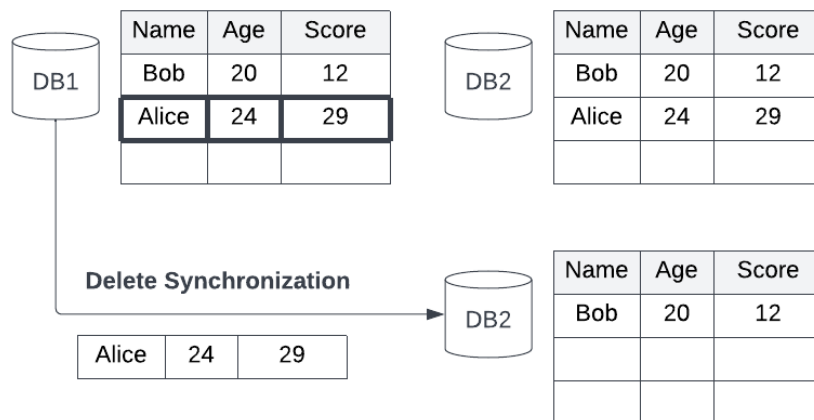 Name Age Score
DB1
Bob 20 12
Alice 24 29
Name Age Score
DB2
Bob 20 12
Alice 24 29
Delete Synchronization
Alice 24 29
DB2
Name Age Score
Bob 20 12